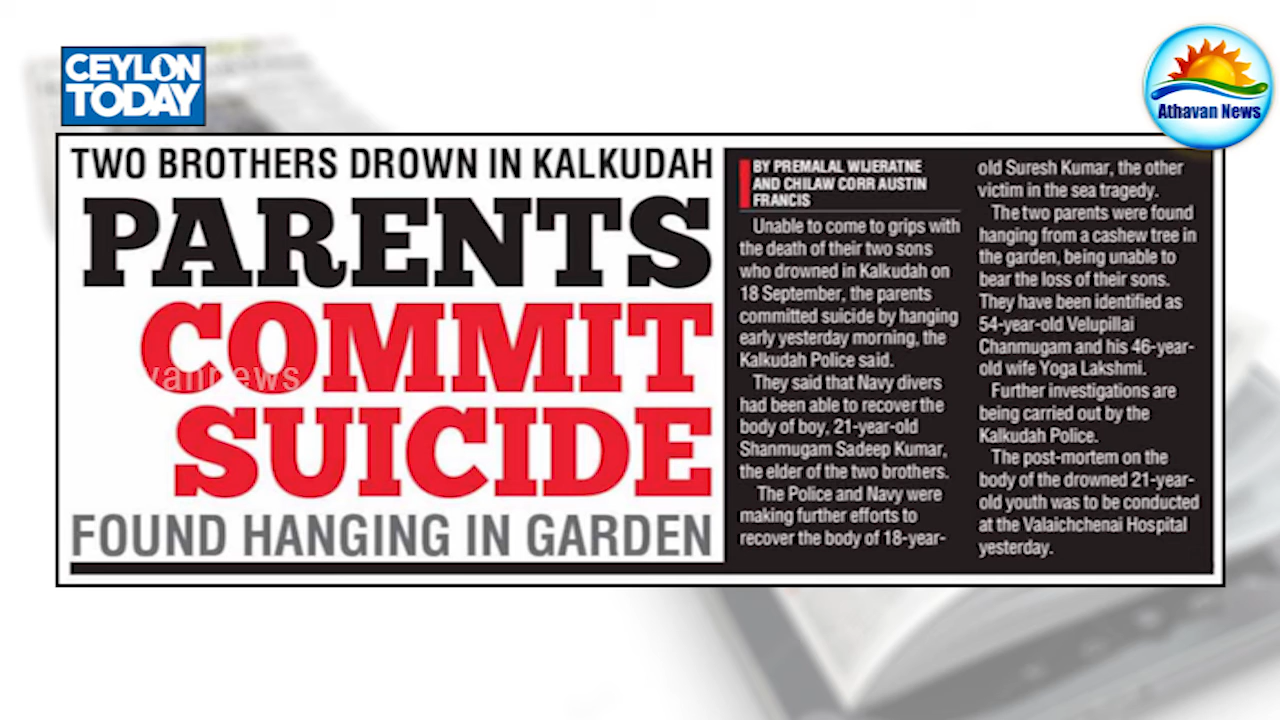 CEYLON
TODAY
Athavan News
TWO BROTHERS DROWN IN KALKUDAH
PARENTS
COMMIT
SUICIDE
FOUND HANGING IN GARDEN
BY PREMALAL WIJERATNE
AND CHILAW CORR AUSTIN
FRANCIS
Unable to come to grips with
the death of their two sons
who drowned in Kalkudah on
18 September, the parents
committed suicide by hanging
early yesterday morning, the
Kalkudah Police said.
They said that Navy divers
had been able to recover the
body of boy, 21-year-old
Shanmugam Sadeep Kumar,
the elder of the two brothers.
The Police and Navy were
making further efforts to
recover the body of 18-year-
old Suresh Kumar, the other
victim in the sea tragedy.
The two parents were found
hanging from a cashew tree in
the garden, being unable to
bear the loss of their sons.
They have been identified as
54-year-old Velupillai
Chanmugam and his 46-year-
old wife Yoga Lakshmi.
Further investigations are
being carried out by the
Kalkudah Police.
The post-mortem on the
body of the drowned 21-year-
old youth was to be conducted
at the Valaichchenai Hospital
yesterday.